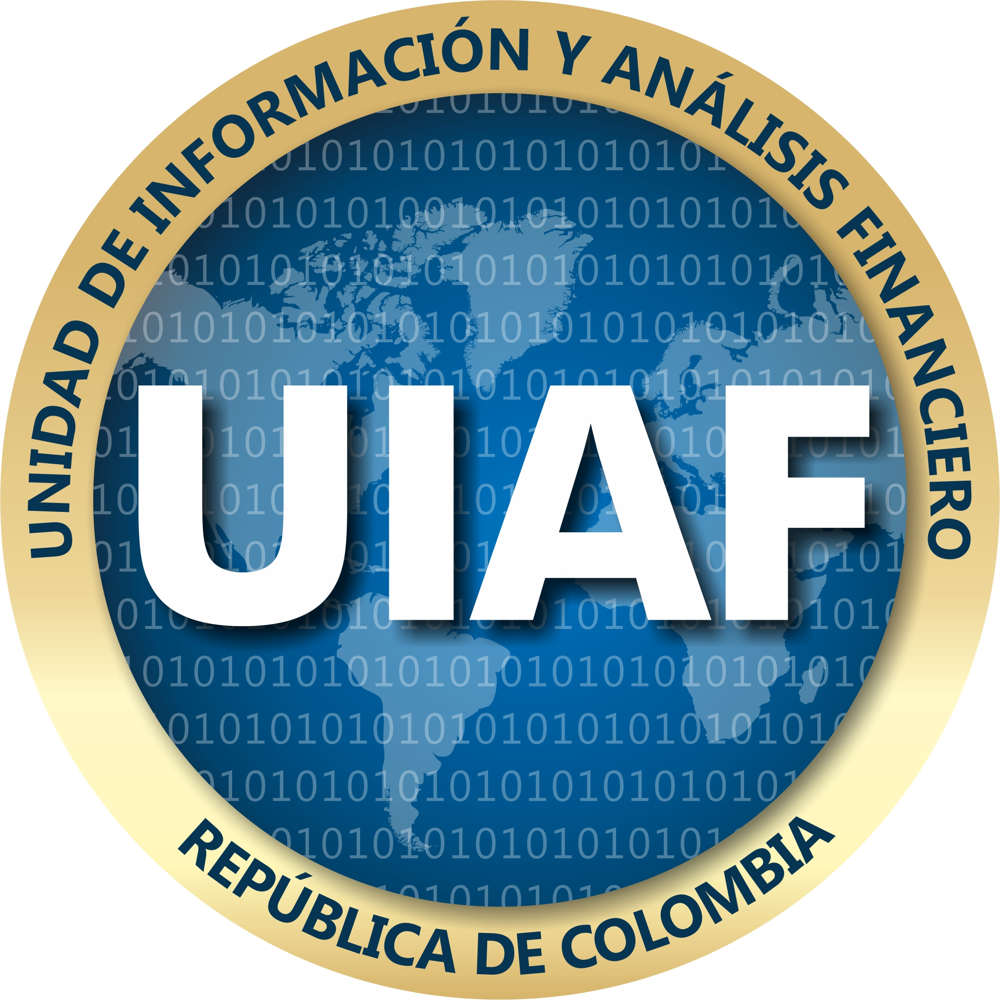 UNIDAD DE INFORMACIÓN Y ANÁLISIS FINANCIERO
UIAF
REPÚBLICA DE COLOMBIA